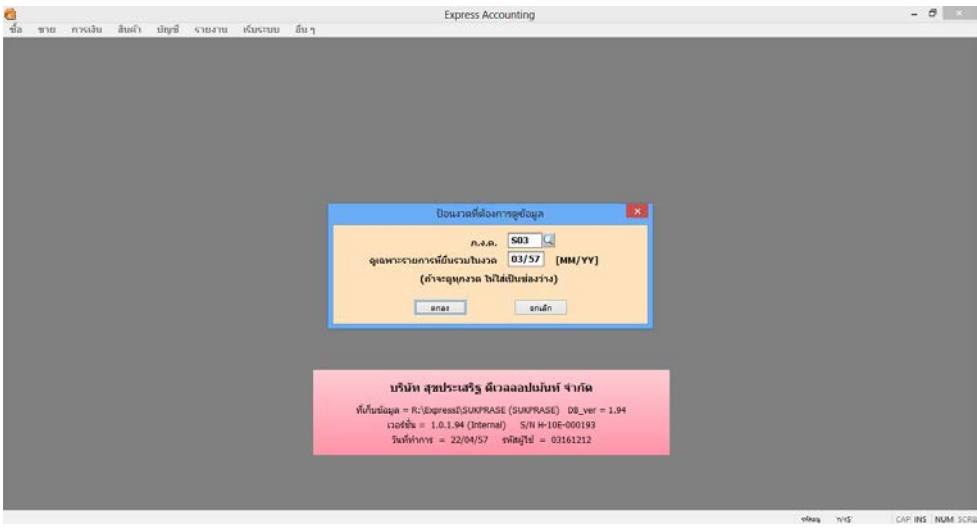 Express Accounting
ซื้อ ขาย การเงิน สินค้า บัญชี รายงาน เริ่มระบบ อื่น ๆ
ป้อนงวดที่ต้องการดูข้อมูล
ภ.ง.ด. S03
ดูเฉพาะรายการที่ยื่นรวมในงวด 03/57 [MM/YY]
(ถ้าจะดูทุกงวด ให้ใส่เป็นช่องว่าง)
ตกลง ยกเลิก
บริษัท สุขประเสริฐ ดีเวลลอปเม้นท์ จำกัด
ที่เก็บข้อมูล = R:\ExpressI\SUKPRASE (SUKPRASE) DB_ver = 1.94
เวอร์ชั่น = 1.0.1.94 (Internal) S/N H-10E-000193
วันที่ทำการ = 22/04/57 รหัสผู้ใช้ = 03161212
CAP INS NUM SCRB